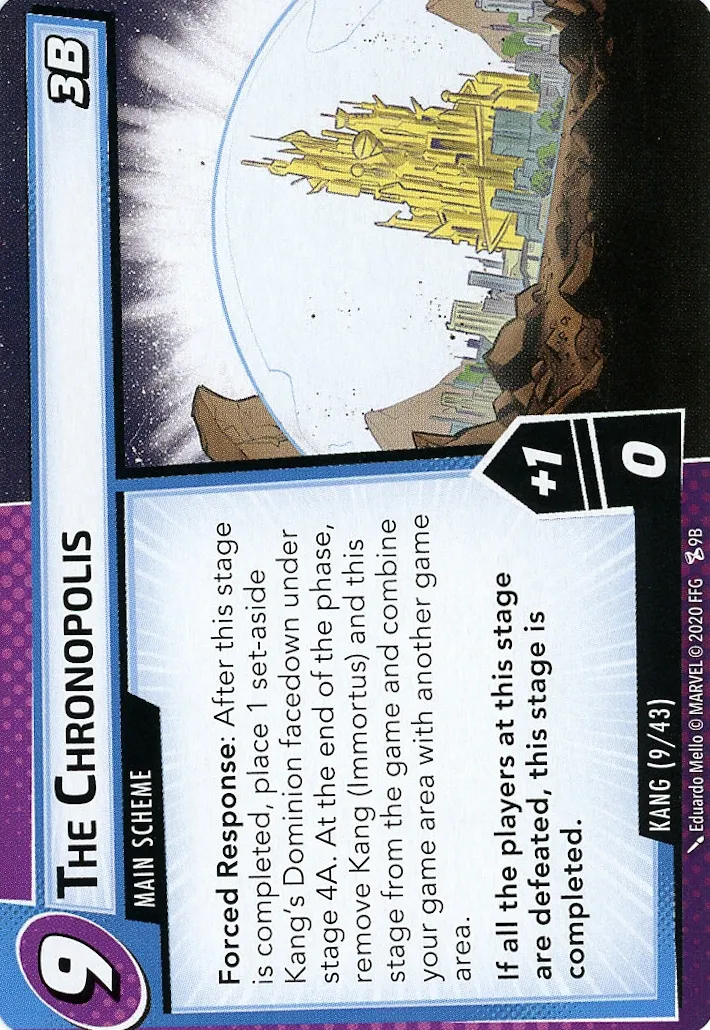 9
THE CHRONOPOLIS
3B
MAIN SCHEME
Forced Response: After this stage
is completed, place 1 set-aside
Kang's Dominion facedown under
stage 4A. At the end of the phase,
remove Kang (Immortus) and this
stage from the game and combine
your game area with another game
area.
If all the players at this stage
are defeated, this stage is
completed.
+1
0
KANG (9/43)
Eduardo Mello © MARVEL © 2020 FFG 9B